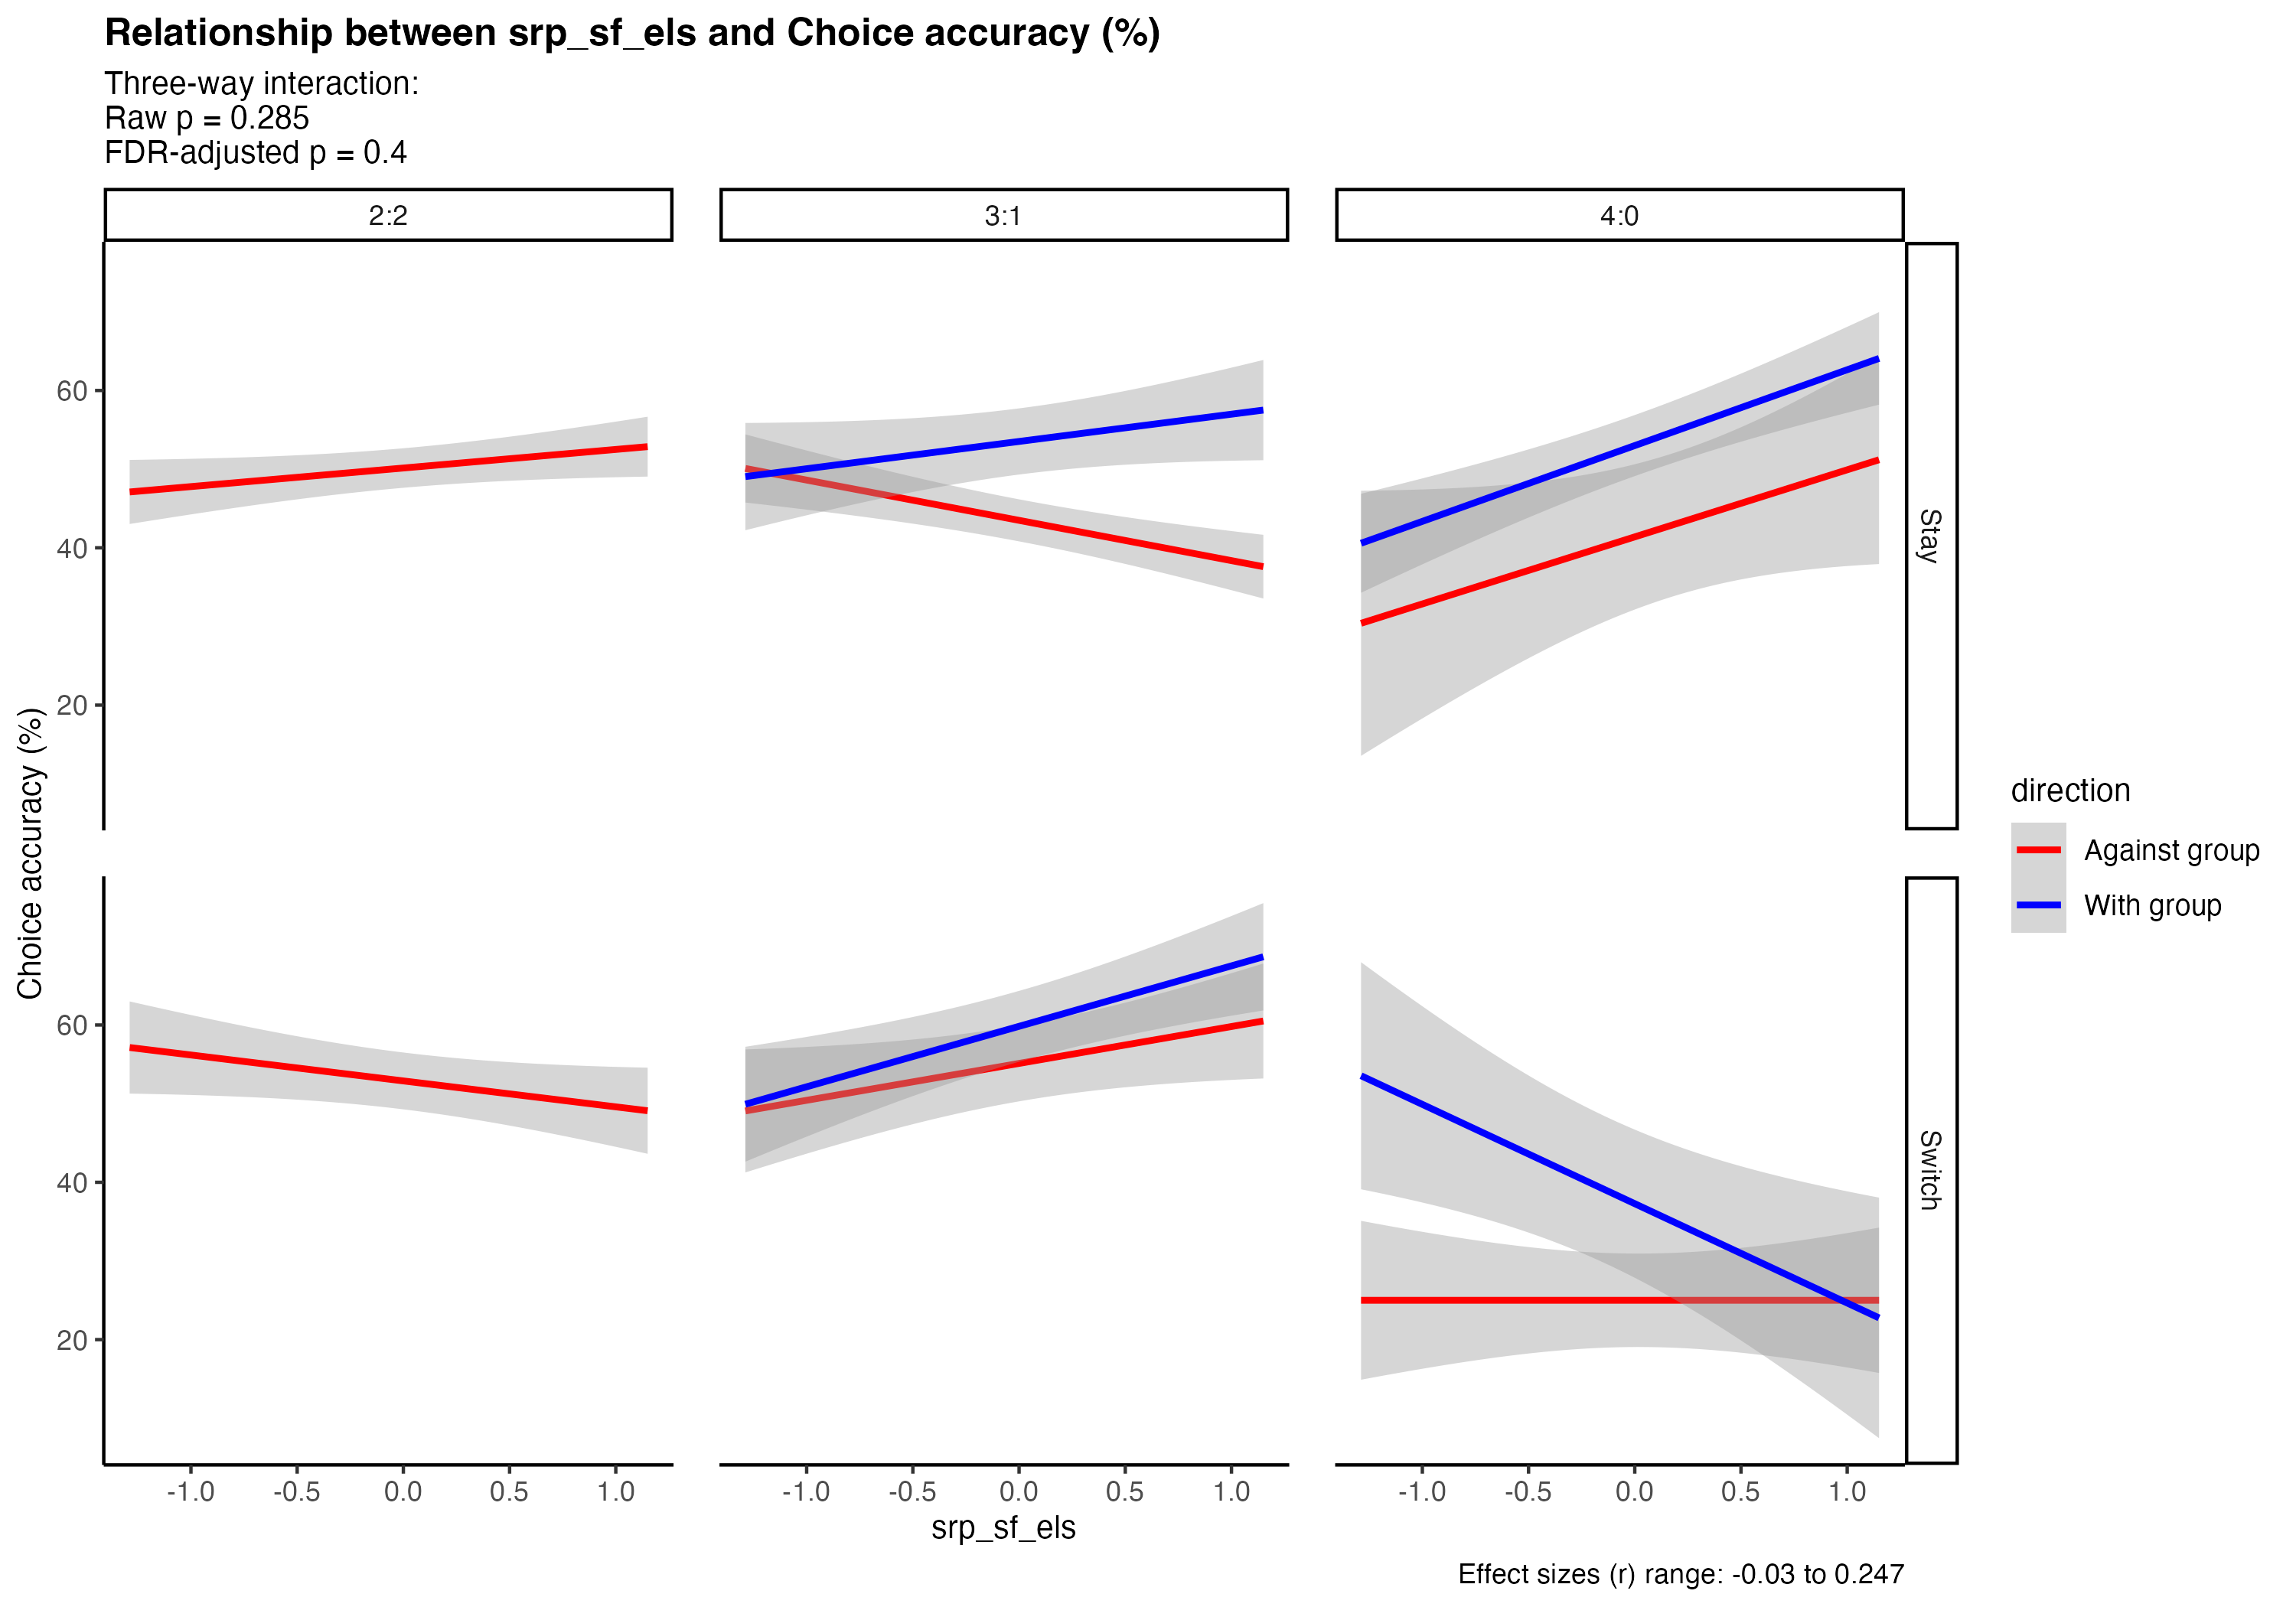 Relationship between srp_sf_els and Choice accuracy (%)
Three-way interaction:
Raw p = 0.285
FDR-adjusted p = 0.4
2:2
3:1
4:0
Choice accuracy (%)
60
40
20
Stay
60
40
20
Switch
direction
Against group
With group
-1.0 -0.5 0.0 0.5 1.0
-1.0 -0.5 0.0 0.5 1.0
-1.0 -0.5 0.0 0.5 1.0
srp_sf_els
Effect sizes (r) range: -0.03 to 0.247